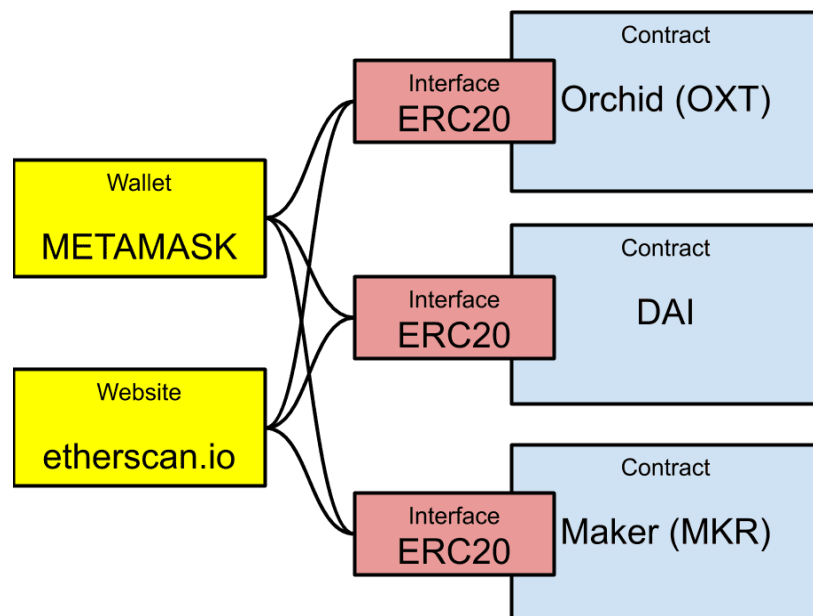 Contract
Interface
Orchid (OXT)
ERC20
Wallet
METAMASK
Contract
Interface
DAI
ERC20
Website
etherscan.io
Contract
Interface
Maker (MKR)
ERC20